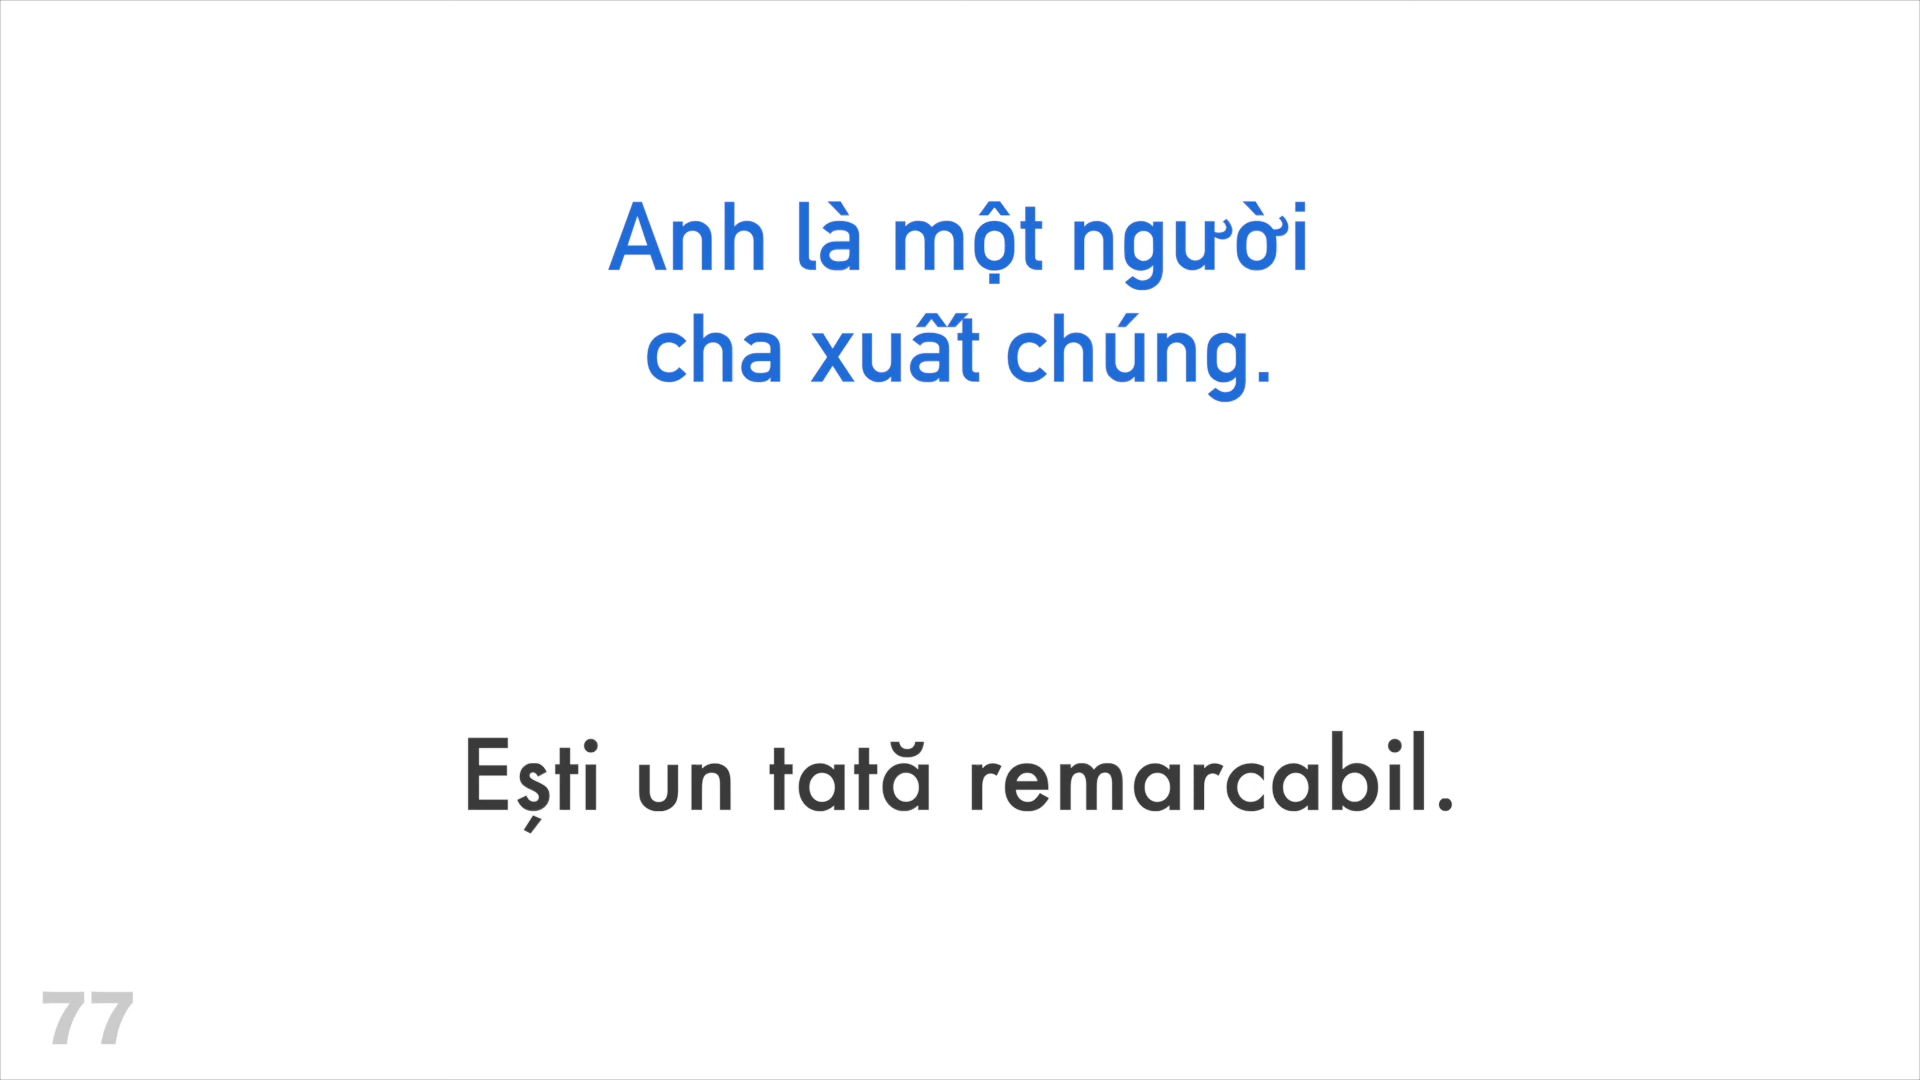 Anh là một người
cha xuất chúng.
Ești un tată remarcabil.
77